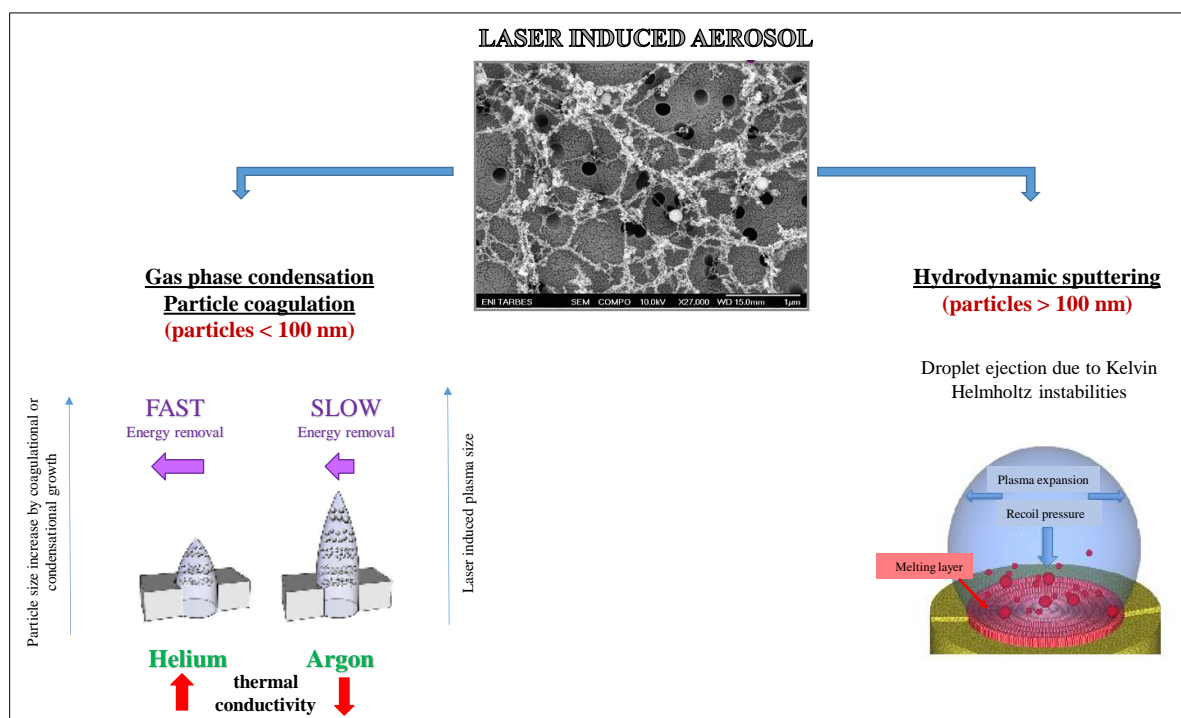 LASER INDUCED AEROSOL
ENI TARBES SEM COMPO 10.0kV X27,000 WD 15.0mm 1µm
Gas phase condensation
Particle coagulation
(particles < 100 nm)
Hydrodynamic sputtering
(particles > 100 nm)
Droplet ejection due to Kelvin
Helmholtz instabilities
Particle size increase by coagulational or
condensational growth
FAST
Energy removal
SLOW
Energy removal
Laser induced plasma size
Plasma expansion
Recoil pressure
Melting layer
Helium
Argon
thermal
conductivity